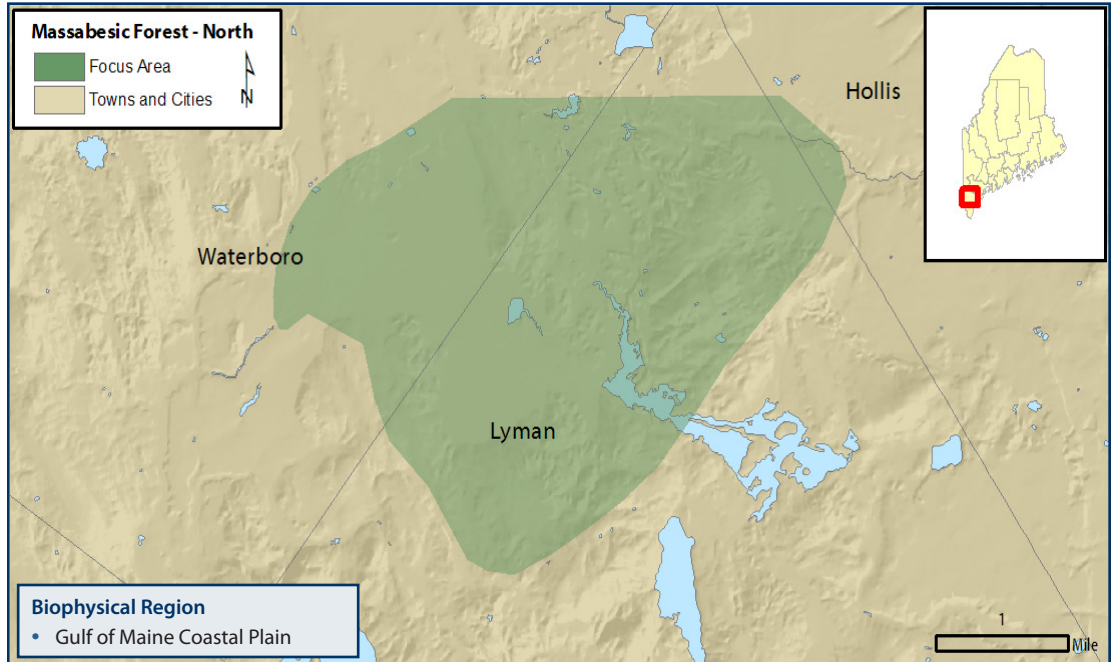 Massabesic Forest - North
Focus Area
Towns and Cities
N
Hollis
Waterboro
Lyman
Biophysical Region
• Gulf of Maine Coastal Plain
1
Mile